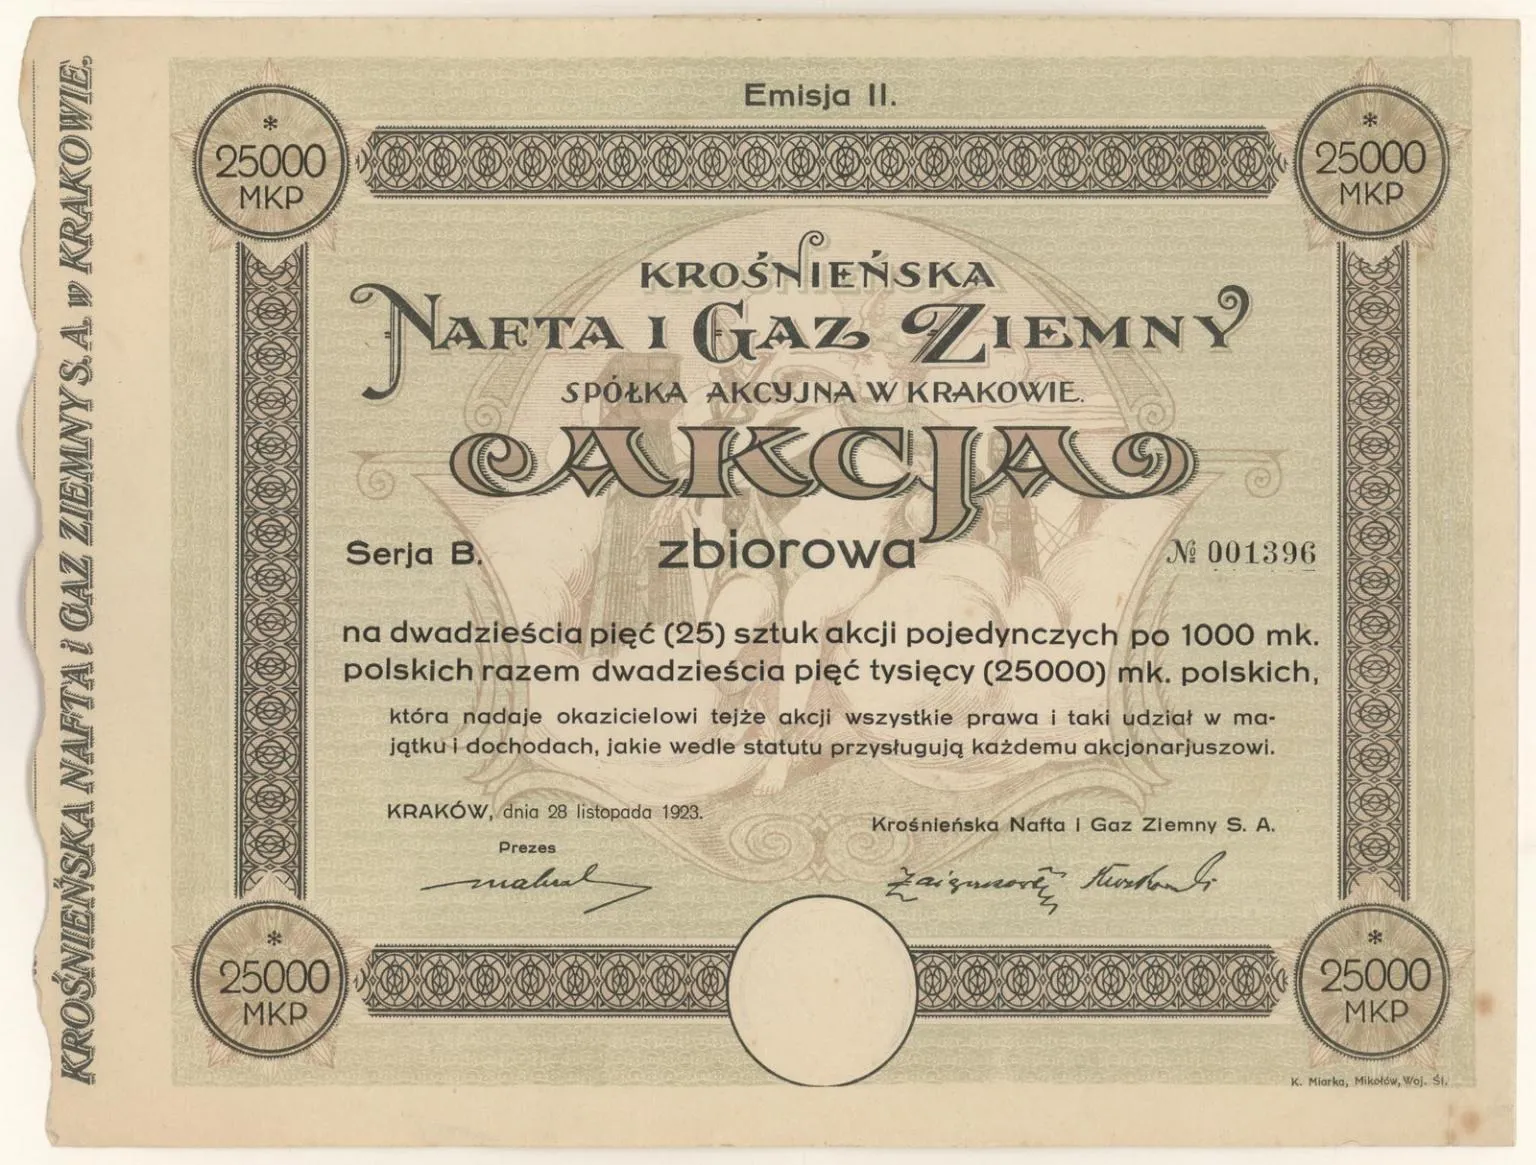 Emisja II.
*
25000
MKP
*
25000
MKP
KROŚNIEŃSKA
NAFTA I GAZ ZIEMNY
SPÓŁKA AKCYJNA W KRAKOWIE.
AKCJA
Serja B.
zbiorowa
№ 001396
na dwadzieścia pięć (25) sztuk akcji pojedynczych po 1000 mk.
polskich razem dwadzieścia pięć tysięcy (25000) mk. polskich,
która nadaje okazicielowi tejże akcji wszystkie prawa i taki udział w ma-
jątku i dochodach, jakie wedle statutu przysługują każdemu akcjonarjuszowi.
KRAKÓW, dnia 28 listopada 1923.
Krośnieńska Nafta i Gaz Ziemny S. A.
Prezes
*
25000
MKP
*
25000
MKP
K. Miarka, Mikołów, Woj. Śl.
KROŚNIEŃSKA NAFTA i GAZ ZIEMNY S. A. w KRAKOWIE.